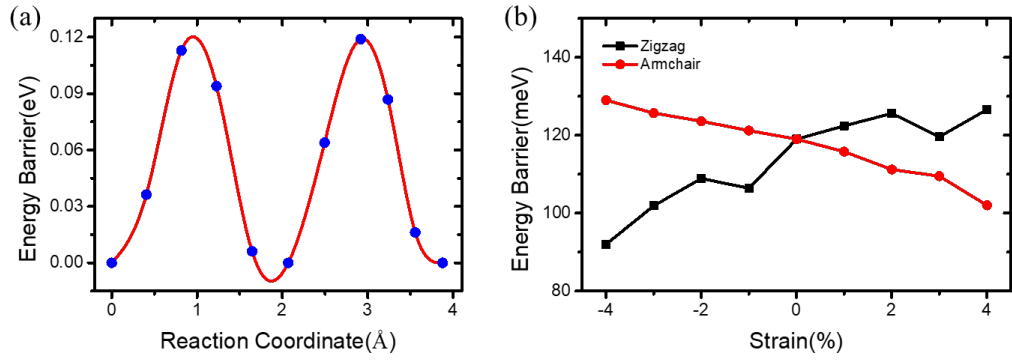 (a)
0.12
0.09
0.06
0.03
0.00
Energy Barrier(eV)
0 1 2 3 4
Reaction Coordinate(Å)
(b)
Zigzag
Armchair
140
120
100
80
Energy Barrier(meV)
-4 -2 0 2 4
Strain(%)